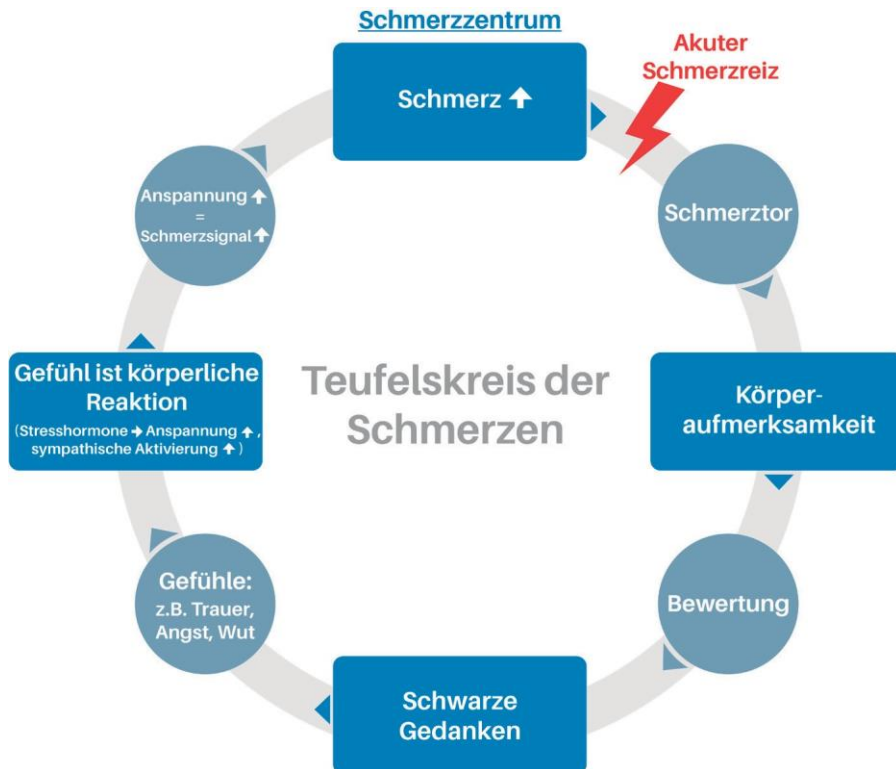 Schmerzzentrum
Schmerz ↑
Akuter
Schmerzreiz
Schmerztor
Körper-
aufmerksamkeit
Bewertung
Schwarze
Gedanken
Gefühle:
z.B. Trauer,
Angst, Wut
Gefühl ist körperliche
Reaktion
(Stresshormone → Anspannung ↑,
sympathische Aktivierung ↑)
Anspannung ↑
=
Schmerzsignal ↑
Teufelskreis der
Schmerzen